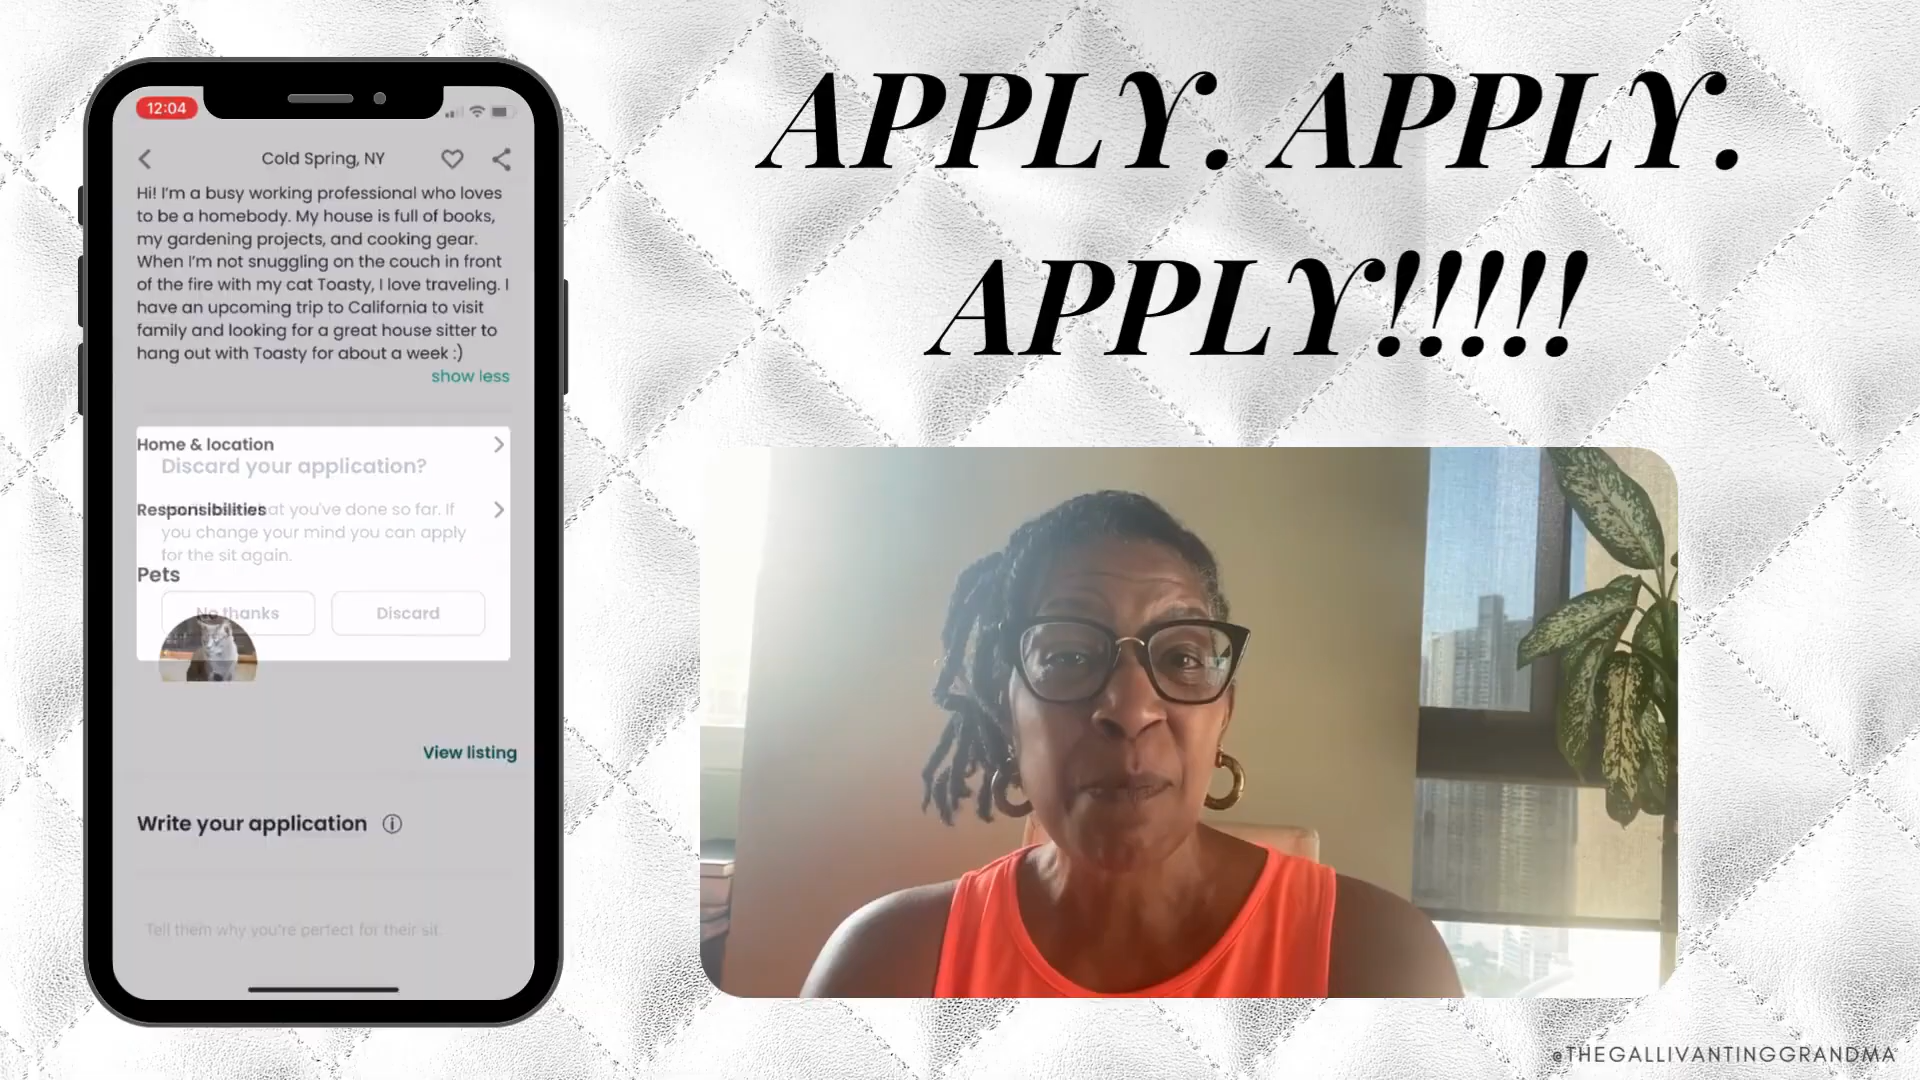 APPLY. APPLY.
APPLY!!!!!
12:04
Cold Spring, NY
Hi! I'm a busy working professional who loves
to be a homebody. My house is full of books,
my gardening projects, and cooking gear.
When I'm not snuggling on the couch in front
of the fire with my cat Toasty, I love traveling. I
have an upcoming trip to California to visit
family and looking for a great house sitter to
hang out with Toasty for about a week :)
show less
Home & location
Discard your application?
Responsibilities
you've done so far. If
you change your mind you can apply
for the sit again.
Pets
No thanks
Discard
View listing
Write your application
Tell them why you're perfect for their sit
@THEGALLIVANTINGGRANDMA